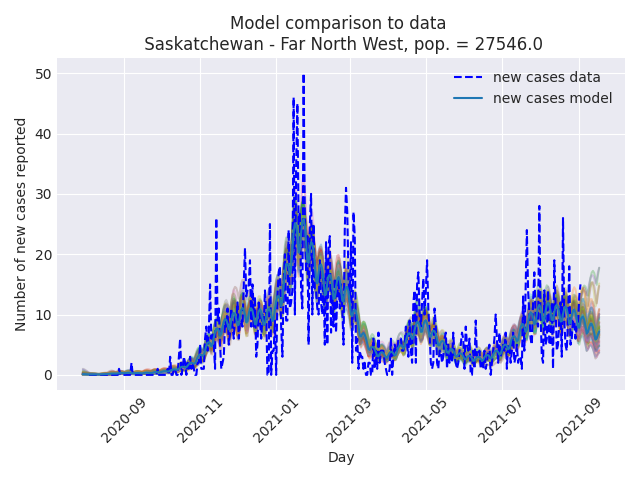 Model comparison to data
Saskatchewan - Far North West, pop. = 27546.0
new cases data
new cases model
Number of new cases reported
50
40
30
20
10
0
2020-09
2020-11
2021-01
2021-03
2021-05
2021-07
2021-09
Day